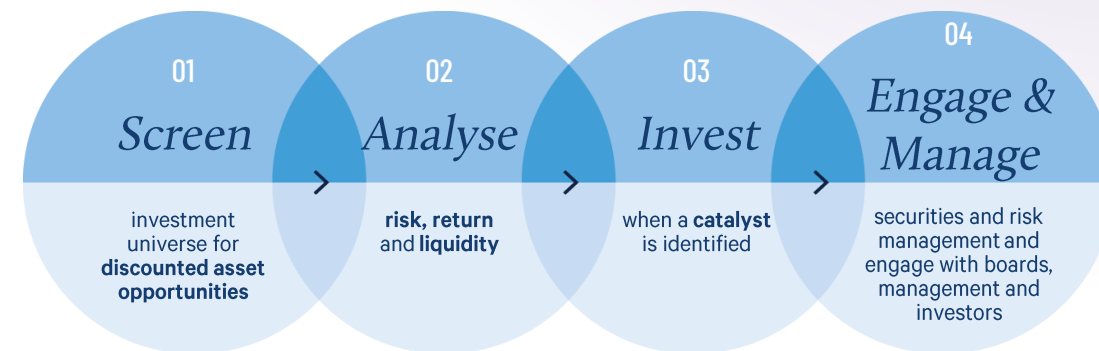 01
Screen
investment
universe for
discounted asset
opportunities
02
Analyse
risk, return
and liquidity
03
Invest
when a catalyst
is identified
04
Engage &
Manage
securities and risk
management and
engage with boards,
management and
investors